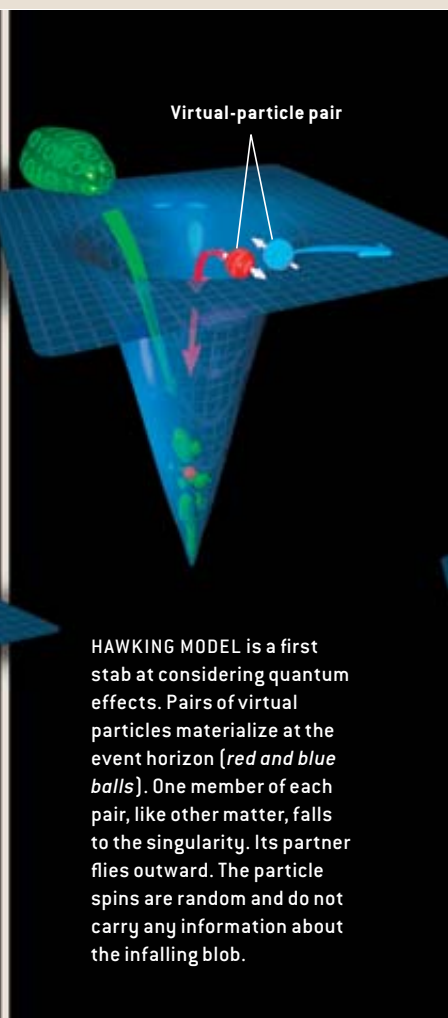 Virtual-particle pair
HAWKING MODEL is a first
stab at considering quantum
effects. Pairs of virtual
particles materialize at the
event horizon (red and blue
balls). One member of each
pair, like other matter, falls
to the singularity. Its partner
flies outward. The particle
spins are random and do not
carry any information about
the infalling blob.